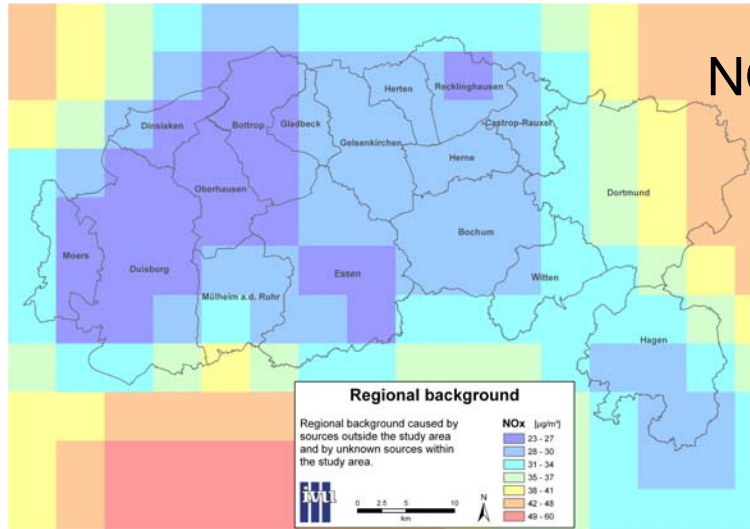 NO
Herten
Recklinghausen
Dinslaken
Bottrop
Gladbeck
Castrop-Rauxel
Gelsenkirchen
Herne
Oberhausen
Dortmund
Bochum
Moers
Duisburg
Essen
Witten
Mülheim a.d. Ruhr
Hagen
Regional background
Regional background caused by
sources outside the study area
and by unknown sources within
the study area.
NOx [µg/m³]
23 - 27
28 - 30
31 - 34
35 - 37
38 - 41
42 - 48
49 - 60
ivu
0 2.5 5 10
km
N